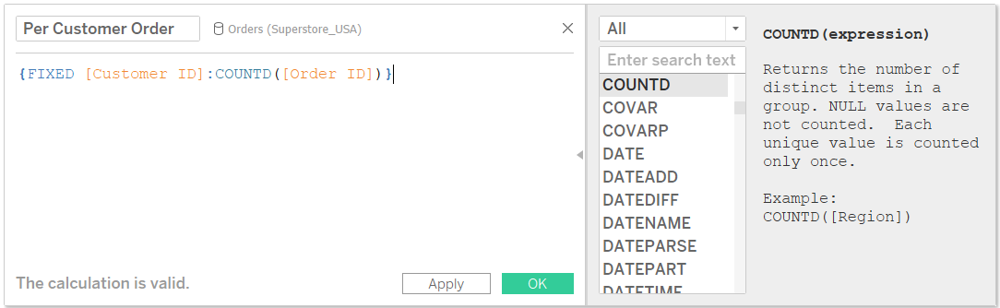 Per Customer Order
Orders (Superstore_USA)
{FIXED [Customer ID]:COUNTD([Order ID])}
The calculation is valid.
Apply
OK
All
Enter search text
COUNTD
COVAR
COVARP
DATE
DATEADD
DATEDIFF
DATENAME
DATEPARSE
DATEPART
DATETIME
COUNTD(expression)
Returns the number of
distinct items in a
group. NULL values are
not counted.  Each
unique value is counted
only once.
Example:
COUNTD([Region])